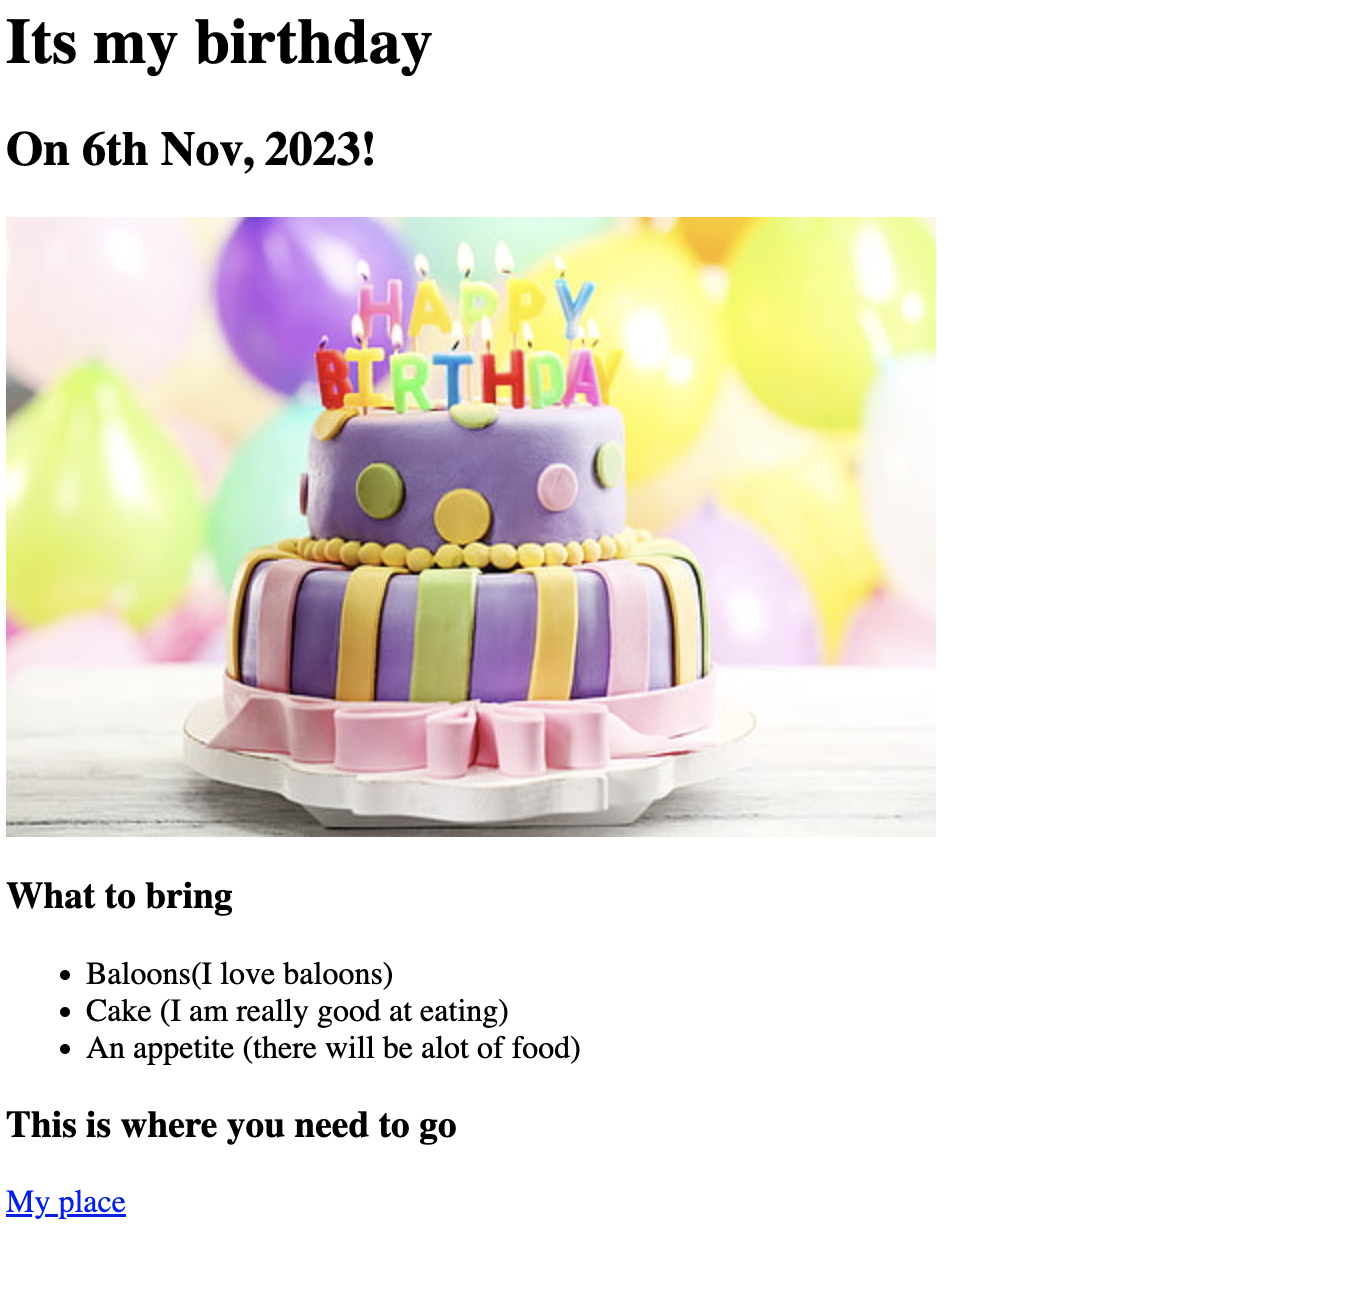 Its my birthday
On 6th Nov, 2023!
HAPPY
BIRTHDAY
What to bring
Baloons(I love baloons)
Cake (I am really good at eating)
An appetite (there will be alot of food)
This is where you need to go
My place